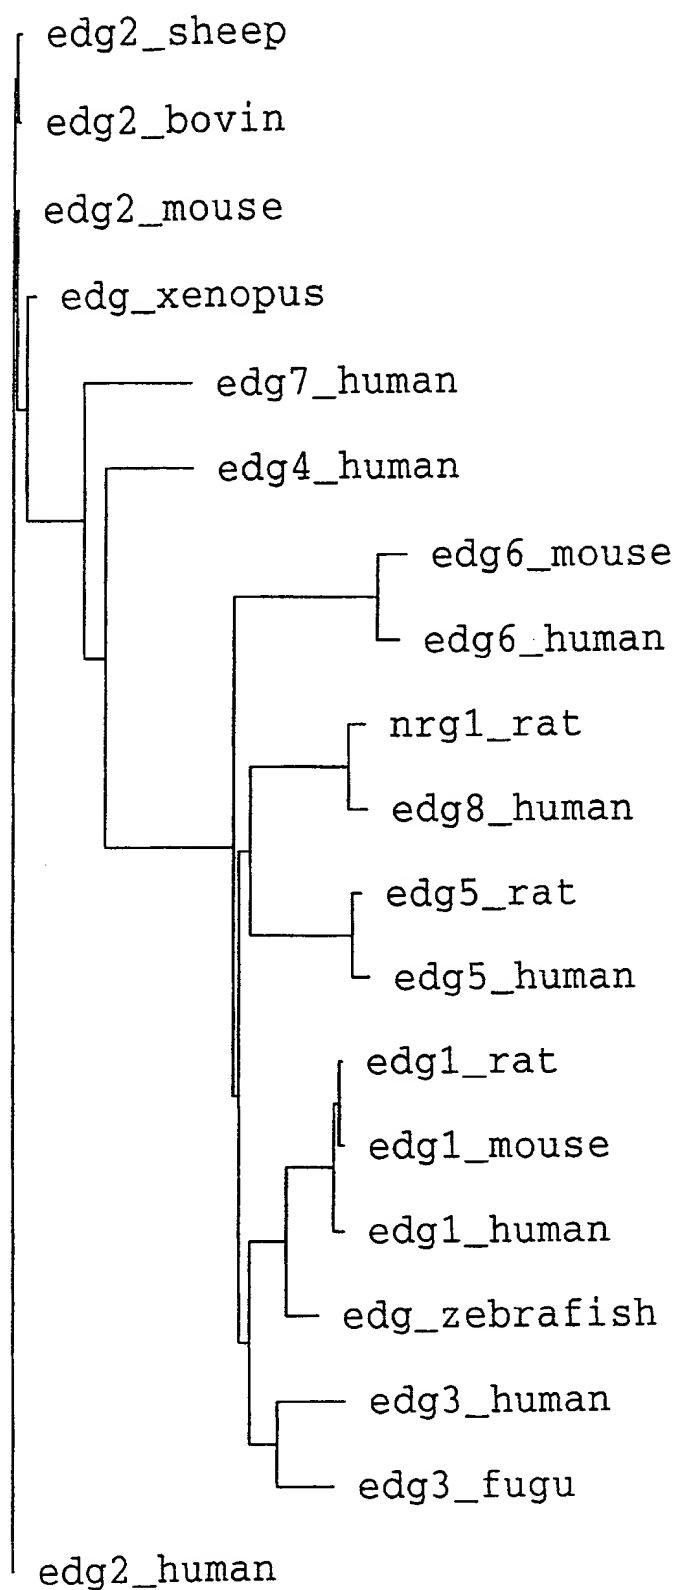 edg2_sheep
edg2_bovin
edg2_mouse
edg_xenopus
edg7_human
edg4_human
edg6_mouse
edg6_human
nrg1_rat
edg8_human
edg5_rat
edg5_human
edg1_rat
edg1_mouse
edg1_human
edg_zebrafish
edg3_human
edg3_fugu
edg2_human